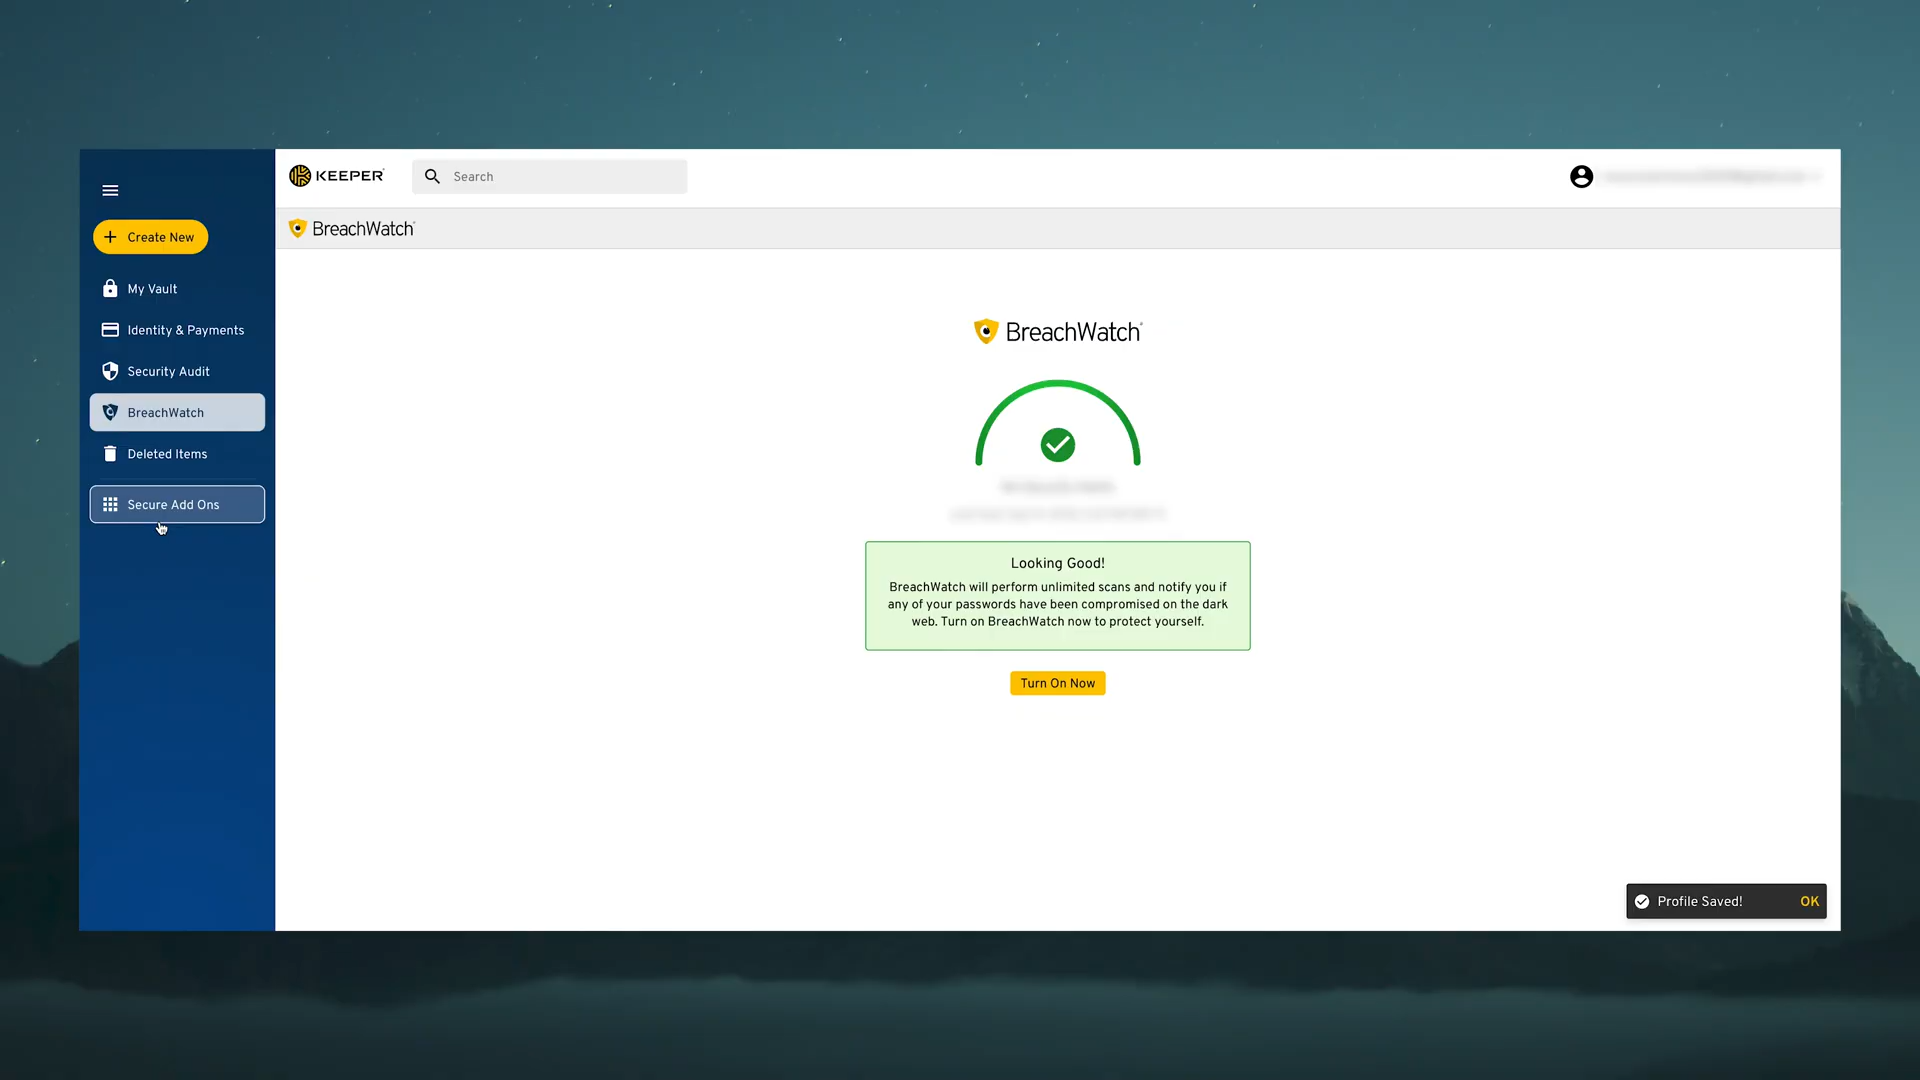 KEEPER
Search
BreachWatch
Create New
My Vault
Identity & Payments
Security Audit
BreachWatch
Deleted Items
Secure Add Ons
BreachWatch
Looking Good!
BreachWatch will perform unlimited scans and notify you if
any of your passwords have been compromised on the dark
web. Turn on BreachWatch now to protect yourself.
Turn On Now
Profile Saved!
OK